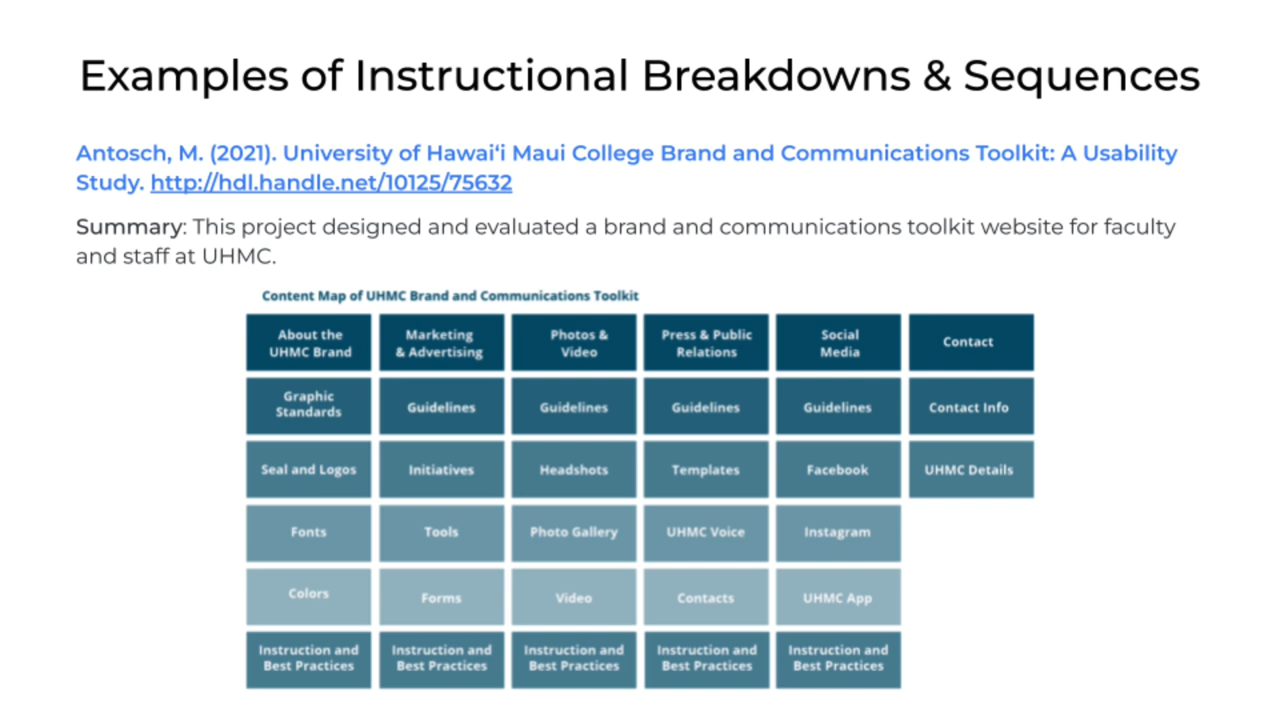 Examples of Instructional Breakdowns & Sequences
Antosch, M. (2021). University of Hawaiʻi Maui College Brand and Communications Toolkit: A Usability
Study. http://hdl.handle.net/10125/75632
Summary: This project designed and evaluated a brand and communications toolkit website for faculty
and staff at UHMC.
Content Map of UHMC Brand and Communications Toolkit
About the
UHMC Brand
Marketing
& Advertising
Photos &
Video
Press & Public
Relations
Social
Media
Contact
Graphic
Standards
Guidelines
Guidelines
Guidelines
Guidelines
Contact Info
Seal and Logos
Initiatives
Headshots
Templates
Facebook
UHMC Details
Fonts
Tools
Photo Gallery
UHMC Voice
Instagram
Colors
Forms
Video
Contacts
UHMC App
Instruction and
Best Practices
Instruction and
Best Practices
Instruction and
Best Practices
Instruction and
Best Practices
Instruction and
Best Practices